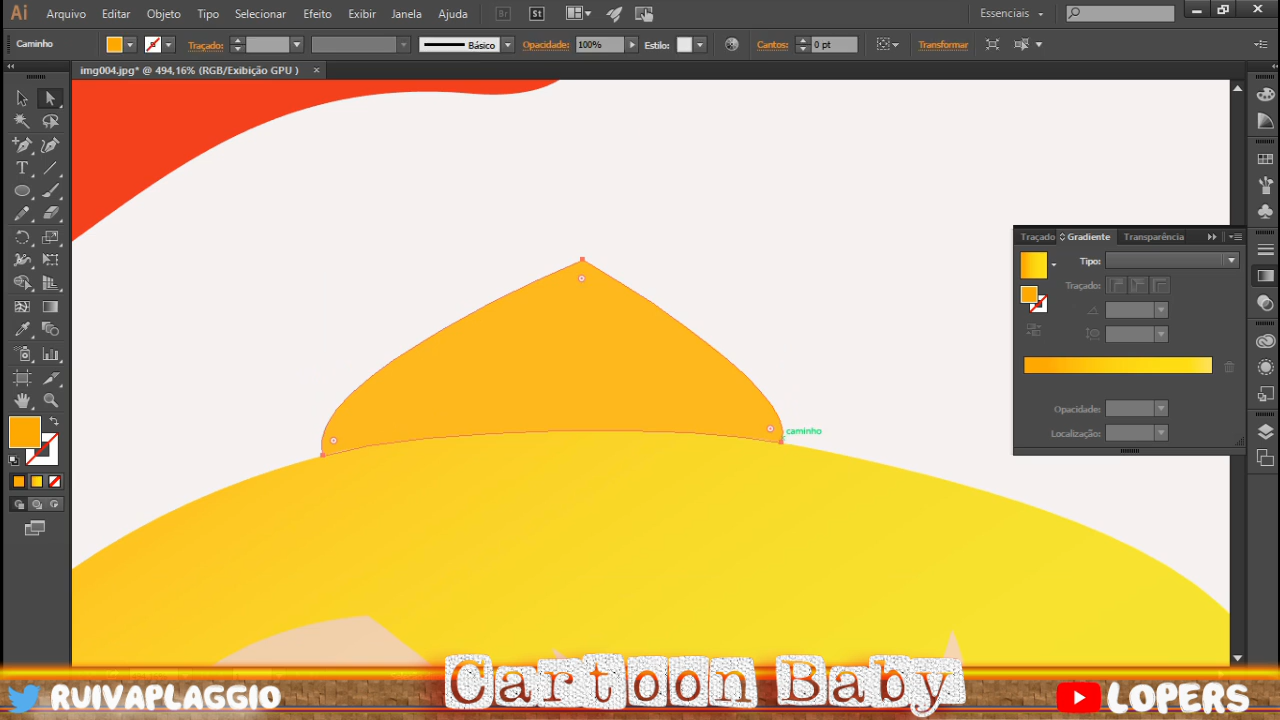 Ai Arquivo Editar Objeto Tipo Selecionar Efeito Exibir Janela Ajuda Br St Essenciais
Caminho Traçado: Básico Opacidade: 100% Estilo: Cantos: 0 pt Transformar
img004.jpg* @ 494,16% (RGB/Exibição GPU ) ×
Traçado Gradiente Transparência
Tipo:
Traçado:
caminho
Opacidade:
Localização:
Cartoon Baby
RUIVAPLAGGIO
LOPERS